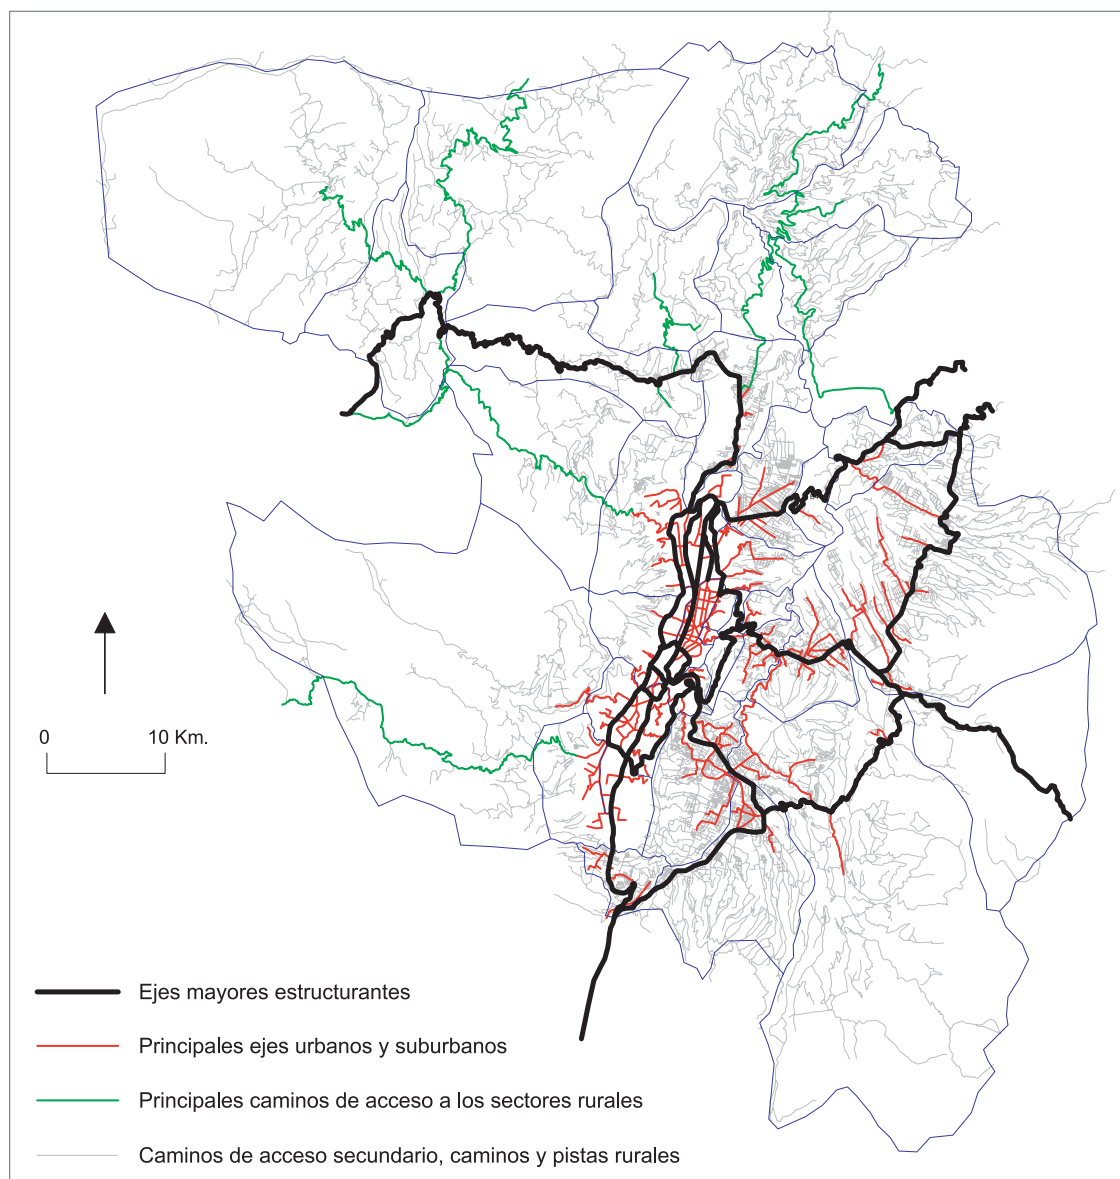 0 10 Km.
Ejes mayores estructurantes
Principales ejes urbanos y suburbanos
Principales caminos de acceso a los sectores rurales
Caminos de acceso secundario, caminos y pistas rurales